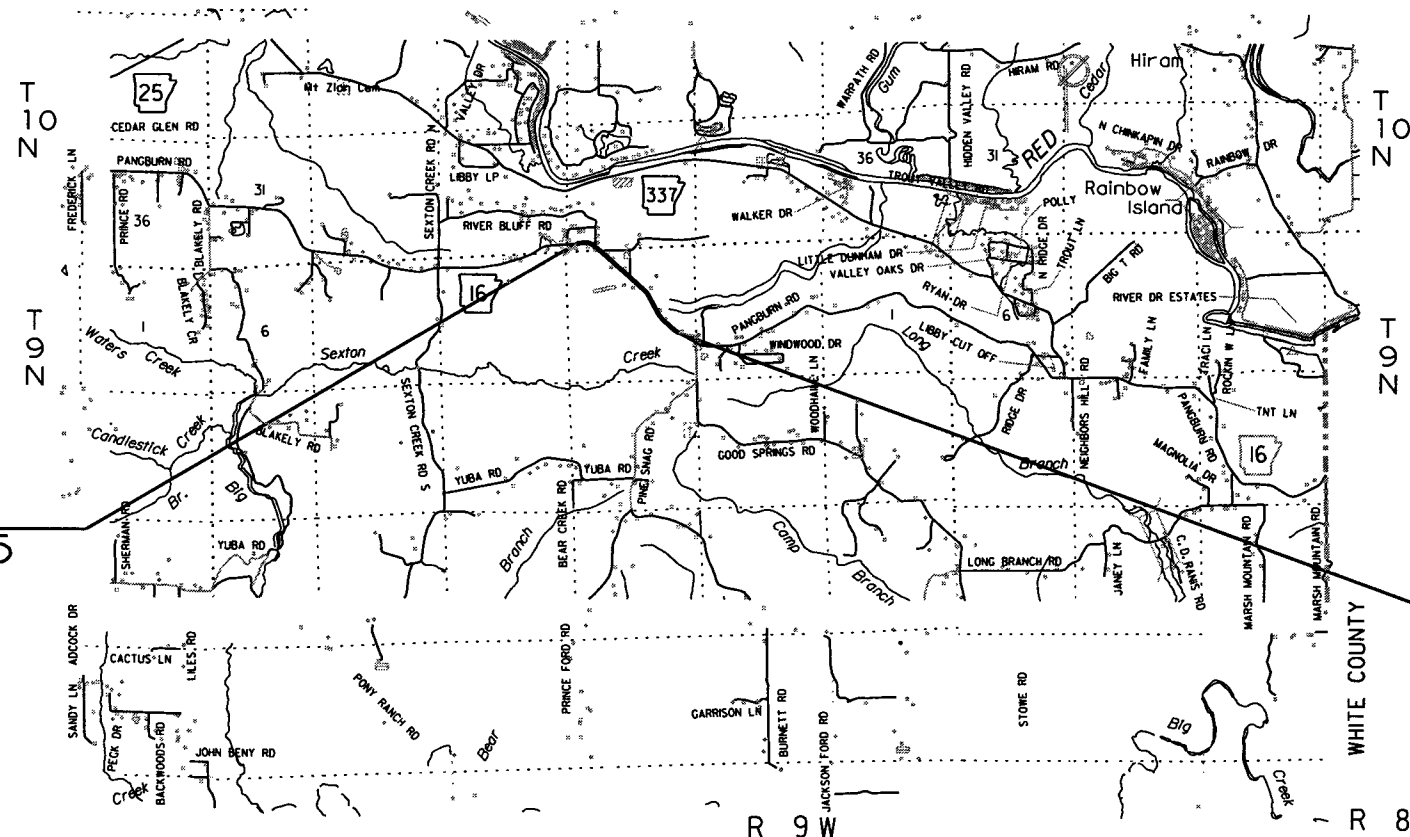 T
10
N
25
CEDAR GLEN RD
PANGBURN RD
FREDERICK LN
PRINCE RD
36
BLAKELY RD
31
Mt Zion Cem
VALLEY DR
SEXTON CREEK RD N
LIBBY LP
RIVER BLUFF RD
337
WALKER DR
WARPATH RD
Gum
36
HIDDEN VALLEY RD
HIRAM RD
31
RED
Cedar
Hiram
N CHINKAPIN DR
RAINBOW DR
Rainbow
Island
TROUT VALLEY RD
POLLY
T
10
N
LITTLE DUNHAM DR
VALLEY OAKS DR
N RIDGE DR
TROUT LN
BIG T RD
RYAN DR
6
RIVER DR ESTATES
BLAKELY CR
T
9
N
1
6
16
Waters
Creek
Sexton
Creek
PANGBURN RD
1
LIBBY CUT OFF
Long
WINDWOOD DR
FAMILY LN
TRACI LN
TNT LN
T
9
N
SEXTON CREEK RD S
RIDGE DR
NEIGHBORS HILL RD
PANGBURN RD
16
MAGNOLIA DR
Candlestick
Creek
Br.
BLAKELY RD
Big
YUBA RD
YUBA RD
PINE SNAG RD
GOOD SPRINGS RD
Branch
SHERMAN RD
YUBA RD
5
Branch
BEAR CREEK RD
Camp
Branch
LONG BRANCH RD
JANEY LN
MARSH MOUNTAIN RD
MARSH MOUNTAIN RD
ADCOCK DR
CACTUS LN
LILES RD
SANDY LN
PECK DR
BACKWOODS RD
Creek
JOHN BENY RD
PONY RANCH RD
Bear
PRINCE FORD RD
GARRISON LN
BURNETT RD
JACKSON FORD RD
STOWE RD
Big
Creek
WHITE COUNTY
R 9 W
R 8